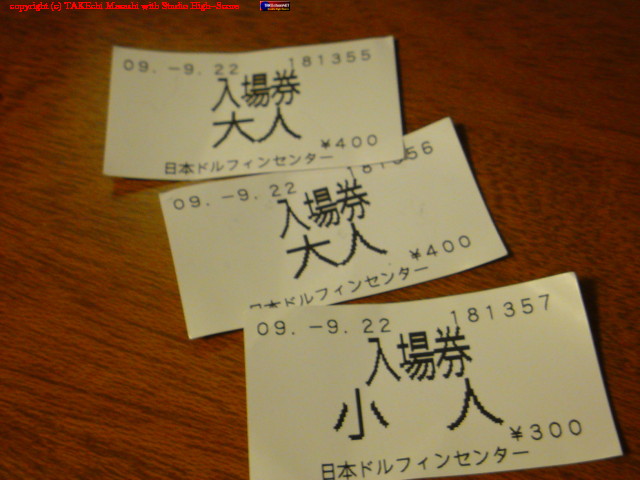 copyright (c) TAKEchi Masashi with Studio High-Score
09. -9.22 181355
入場券
大人
¥400
日本ドルフィンセンター
09. -9.22 181356
入場券
大人
¥400
日本ドルフィンセンター
09. -9.22 181357
入場券
小 人
¥300
日本ドルフィンセンター